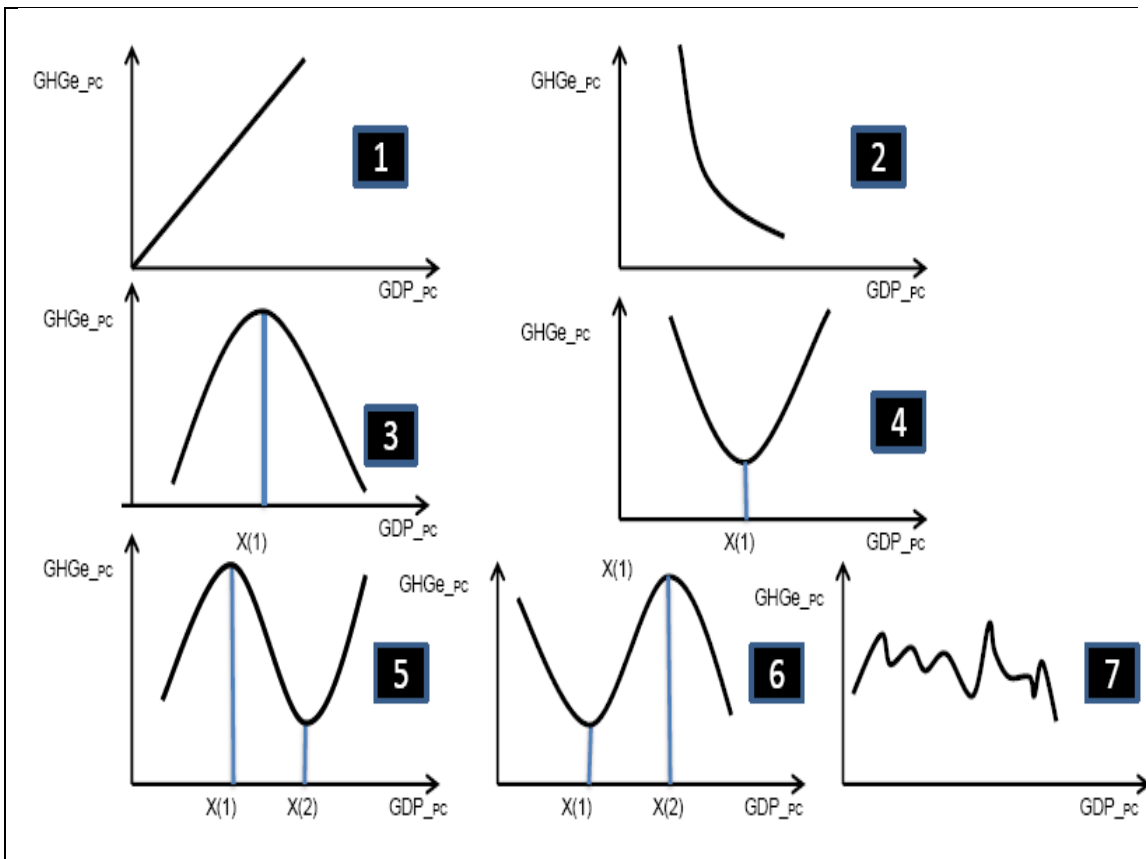 GHGe_PC
1
GDP_PC
GHGe_PC
2
GDP_PC
GHGe_PC
3
GDP_PC
X(1)
GHGe_PC
4
X(1)
GDP_PC
GHGe_PC
5
X(1)
X(2)
GDP_PC
GHGe_PC
X(1)
6
X(1)
X(2)
GDP_PC
GHGe_PC
7
GDP_PC